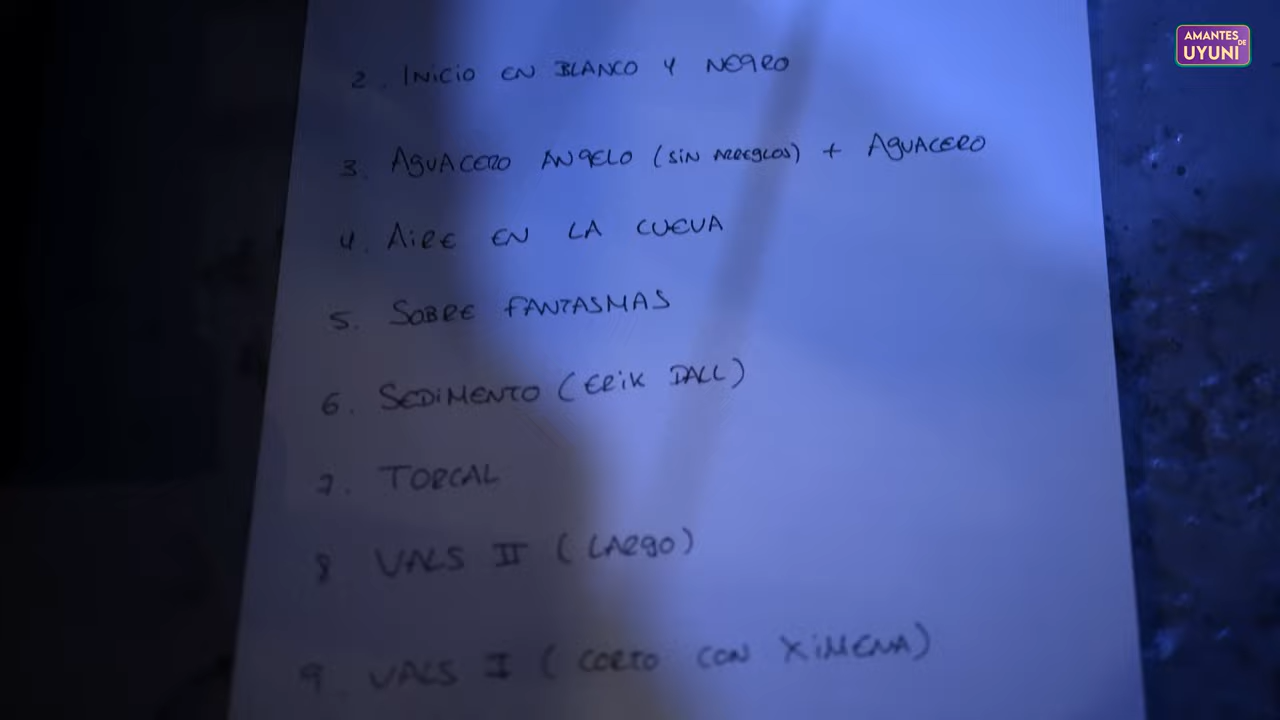 AMANTES
DE
UYUNI
2. INICIO EN BLANCO Y NEGRO
3. AGUACERO ANGELO (SIN ARREGLOS) + AGUACERO
4. AIRE EN LA CUEVA
5. SOBRE FANTASMAS
6. SEDIMENTO (ERIK DALL)
7. TORCAL
8 VALS II (LARGO)
9 VALS I (CORTO CON XIMENA)